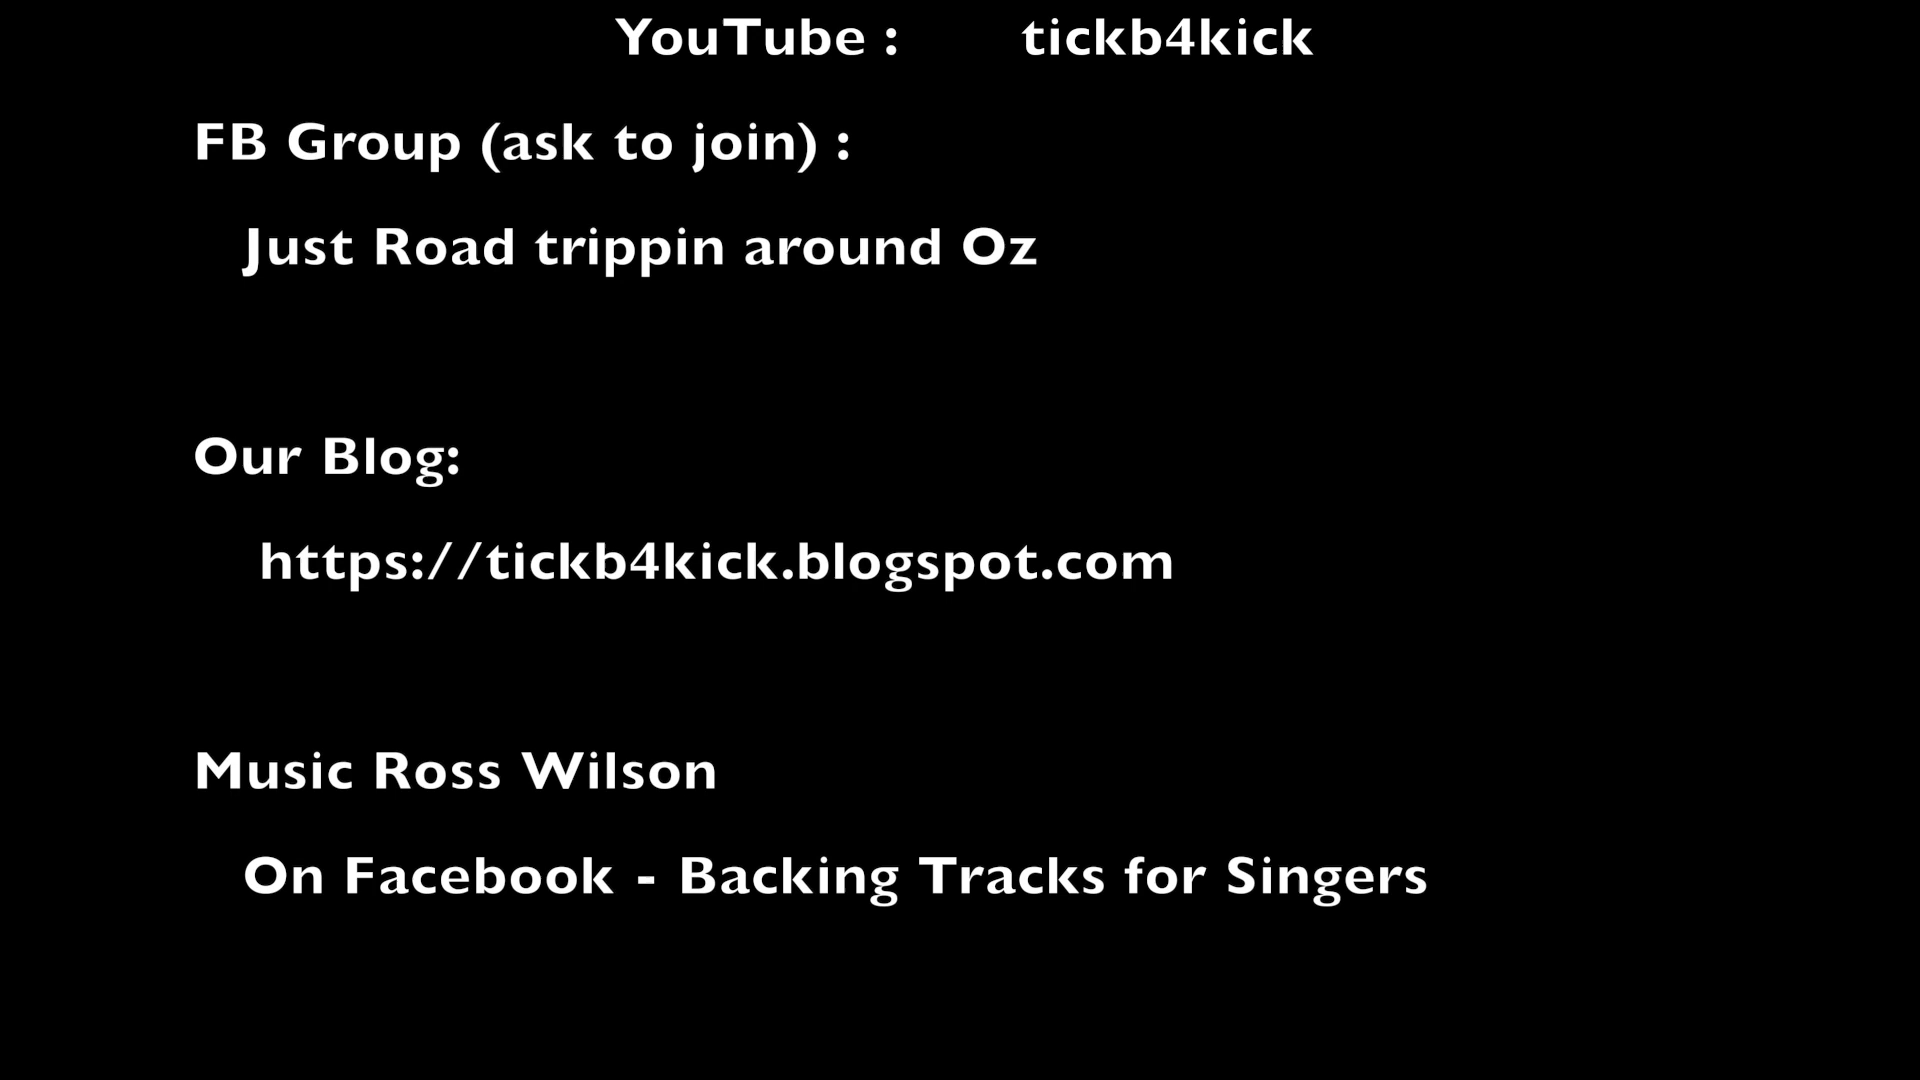 YouTube : tickb4kick
FB Group (ask to join) :
Just Road trippin around Oz
Our Blog:
https://tickb4kick.blogspot.com
Music Ross Wilson
On Facebook - Backing Tracks for Singers